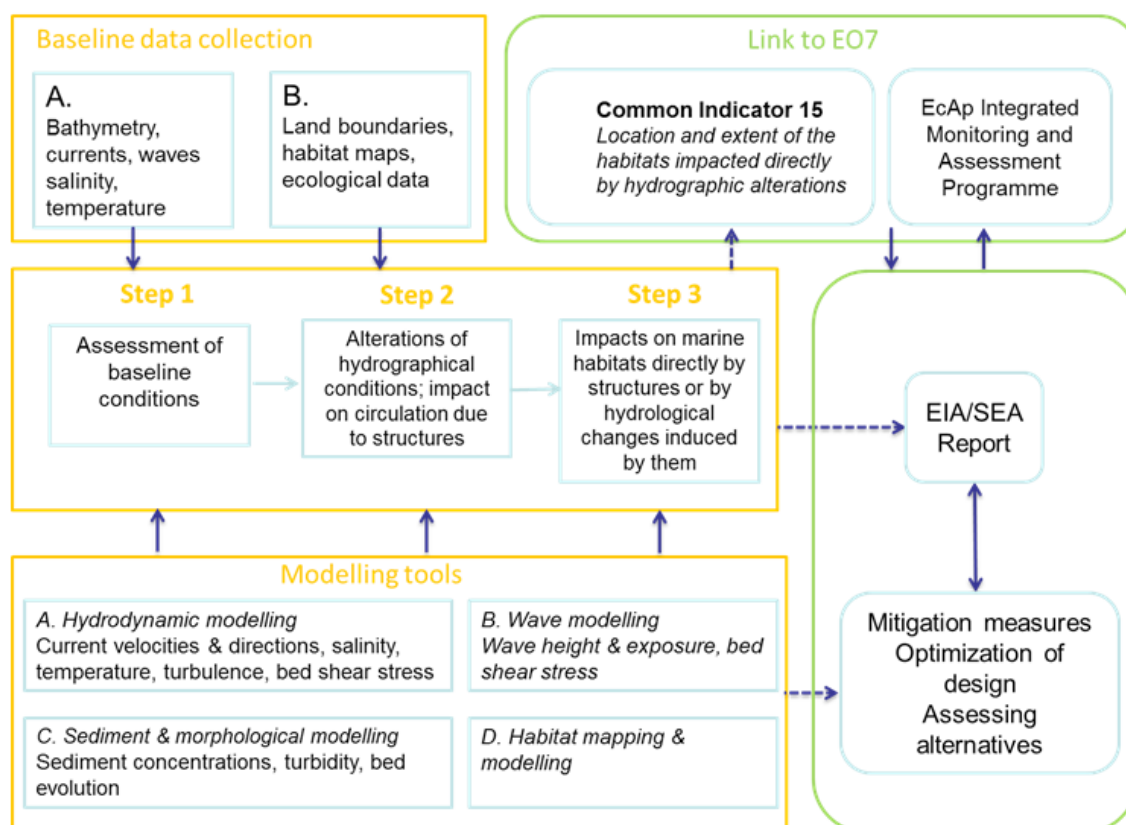 Baseline data collection
A.
Bathymetry,
currents, waves
salinity,
temperature
B.
Land boundaries,
habitat maps,
ecological data
Link to EO7
Common Indicator 15
Location and extent of the
habitats impacted directly
by hydrographic alterations
EcAp Integrated
Monitoring and
Assessment
Programme
Step 1
Assessment of
baseline
conditions
Step 2
Alterations of
hydrographical
conditions; impact
on circulation due
to structures
Step 3
Impacts on marine
habitats directly by
structures or by
hydrological
changes induced
by them
EIA/SEA
Report
Modelling tools
A. Hydrodynamic modelling
Current velocities & directions, salinity,
temperature, turbulence, bed shear stress
B. Wave modelling
Wave height & exposure, bed
shear stress
C. Sediment & morphological modelling
Sediment concentrations, turbidity, bed
evolution
D. Habitat mapping &
modelling
Mitigation measures
Optimization of
design
Assessing
alternatives